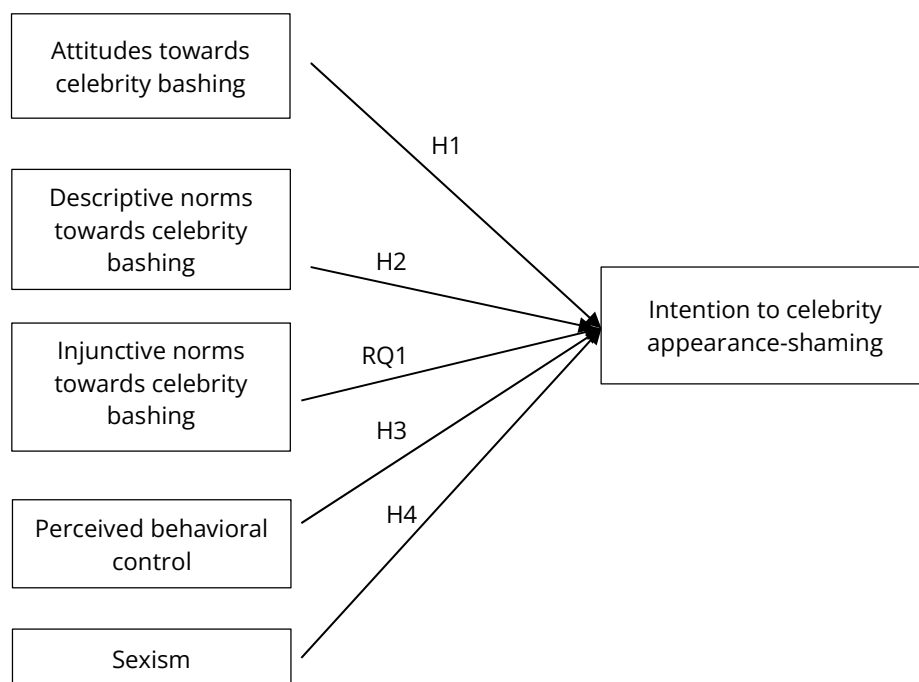 Attitudes towards
celebrity bashing
H1
Descriptive norms
towards celebrity
bashing
H2
Injunctive norms
towards celebrity
bashing
RQ1
H3
Perceived behavioral
control
H4
Sexism
Intention to celebrity
appearance-shaming